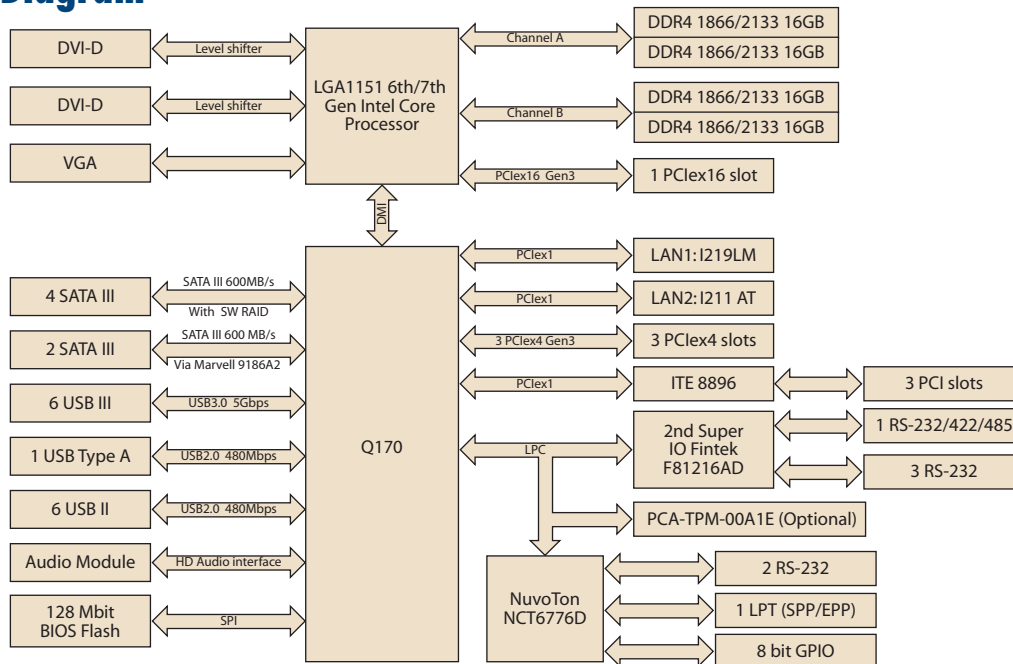 Diagram
DVI-D
Level shifter
DVI-D
Level shifter
VGA
LGA1151 6th/7th
Gen Intel Core
Processor
Channel A
DDR4 1866/2133 16GB
DDR4 1866/2133 16GB
Channel B
DDR4 1866/2133 16GB
DDR4 1866/2133 16GB
PCIex16 Gen3
1 PCIex16 slot
DMI
4 SATA III
SATA III 600MB/s
With SW RAID
2 SATA III
SATA III 600 MB/s
Via Marvell 9186A2
6 USB III
USB3.0 5Gbps
1 USB Type A
USB2.0 480Mbps
6 USB II
USB2.0 480Mbps
Audio Module
HD Audio interface
128 Mbit
BIOS Flash
SPI
Q170
PCIex1
LAN1: I219LM
PCIex1
LAN2: I211 AT
3 PCIex4 Gen3
3 PCIex4 slots
PCIex1
ITE 8896
3 PCI slots
LPC
2nd Super
IO Fintek
F81216AD
1 RS-232/422/485
3 RS-232
PCA-TPM-00A1E (Optional)
NuvoTon
NCT6776D
2 RS-232
1 LPT (SPP/EPP)
8 bit GPIO